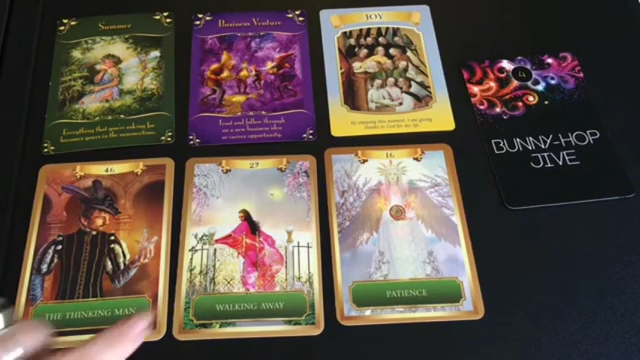 Summer
Everything that you're asking for
becomes yours in the summertime.
Business Venture
Trust and follow through
on a new business idea
or career opportunity.
JOY
By enjoying this moment, I am giving
thanks to God for my life.
BUNNY-HOP
JIVE
46
THE THINKING MAN
27
WALKING AWAY
16
PATIENCE